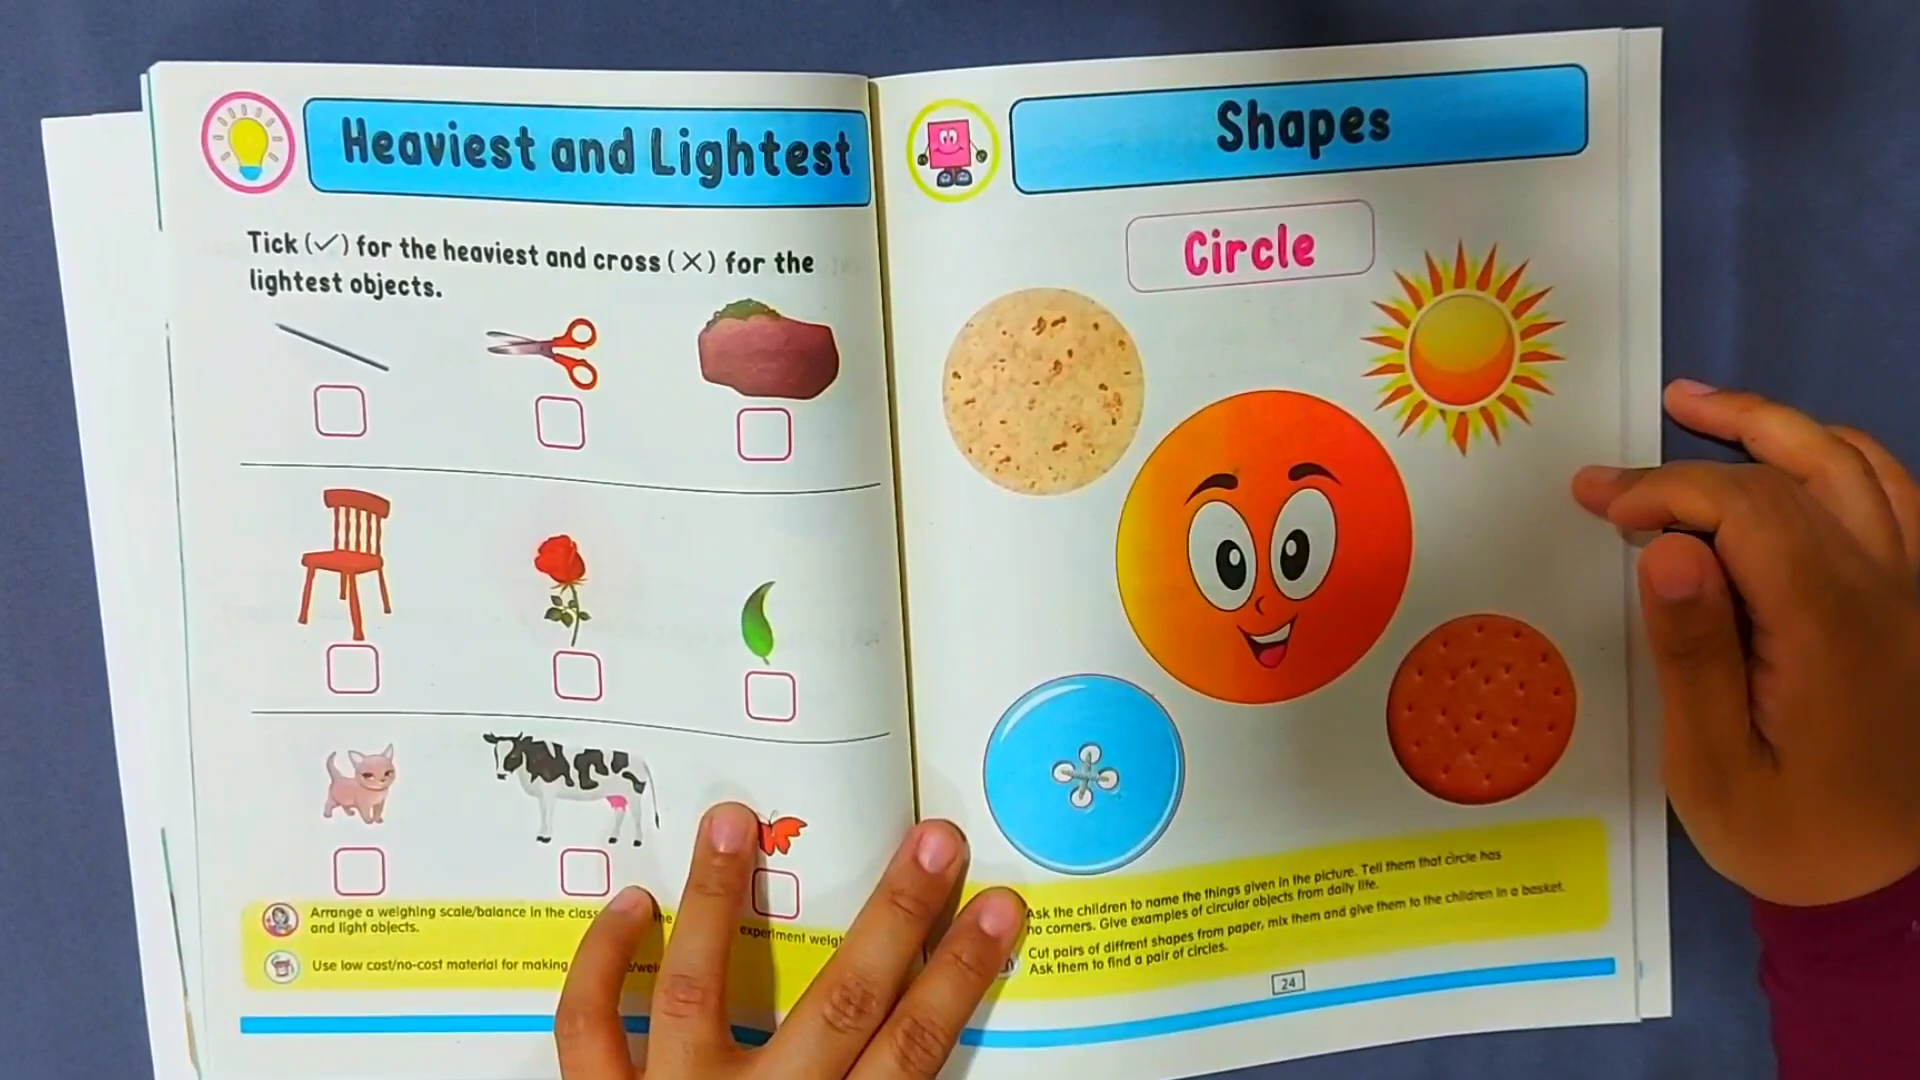 Heaviest and Lightest
Tick (✓) for the heaviest and cross (✕) for the
lightest objects.
Arrange a weighing scale/balance in the class
experiment weigh
and light objects.
Use low cost/no-cost material for making
Shapes
Circle
Ask the children to name the things given in the picture. Tell them that circle has
no corners. Give examples of circular objects from daily life.
Cut pairs of diffrent shapes from paper, mix them and give them to the children in a basket.
Ask them to find a pair of circles.
24